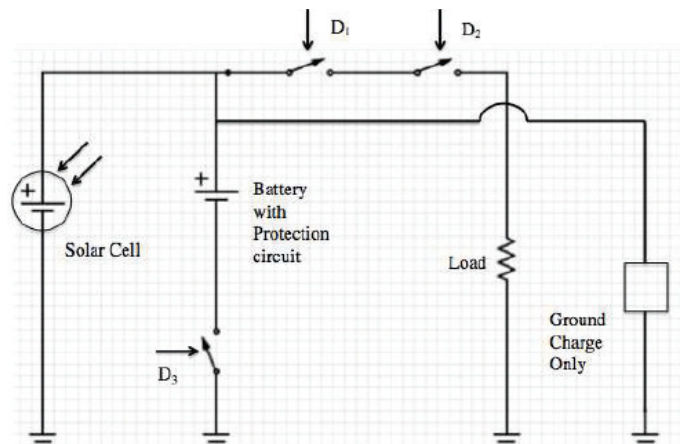 D₁
D₂
+
+
Battery
with
Protection
circuit
Solar Cell
Load
Ground
Charge
Only
D₃